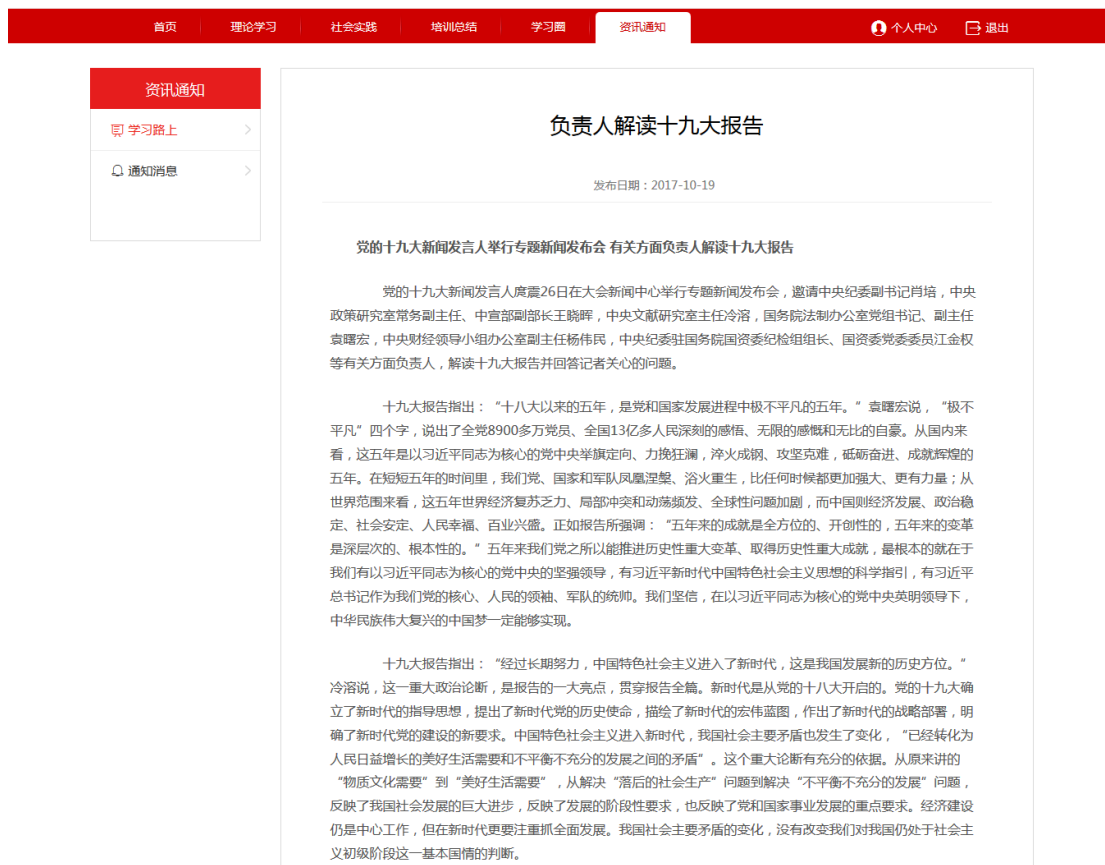 首页 理论学习 社会实践 培训总结 学习圈 资讯通知 个人中心 退出
资讯通知
学习路上
通知消息
负责人解读十九大报告
发布日期：2017-10-19
党的十九大新闻发言人举行专题新闻发布会 有关方面负责人解读十九大报告
党的十九大新闻发言人庹震26日在大会新闻中心举行专题新闻发布会，邀请中央纪委副书记肖培，中央
政策研究室常务副主任、中宣部副部长王晓晖，中央文献研究室主任冷溶，国务院法制办公室党组书记、副主任
袁曙宏，中央财经领导小组办公室副主任杨伟民，中央纪委驻国务院国资委纪检组组长、国资委党委委员江金权
等有关方面负责人，解读十九大报告并回答记者关心的问题。
十九大报告指出：“十八大以来的五年，是党和国家发展进程中极不平凡的五年。”袁曙宏说，“极不
平凡”四个字，说出了全党8900多万党员、全国13亿多人民深刻的感悟、无限的感慨和无比的自豪。从国内来
看，这五年是以习近平同志为核心的党中央举旗定向、力挽狂澜，淬火成钢、攻坚克难，砥砺奋进、成就辉煌的
五年。在短短五年的时间里，我们党、国家和军队凤凰涅槃、浴火重生，比任何时候都更加强大、更有力量；从
世界范围来看，这五年世界经济复苏乏力、局部冲突和动荡频发、全球性问题加剧，而中国则经济发展、政治稳
定、社会安定、人民幸福、百业兴盛。正如报告所强调：“五年来的成就是全方位的、开创性的，五年来的变革
是深层次的、根本性的。”五年来我们党之所以能推进历史性重大变革、取得历史性重大成就，最根本的就在于
我们有以习近平同志为核心的党中央的坚强领导，有习近平新时代中国特色社会主义思想的科学指引，有习近平
总书记作为我们党的核心、人民的领袖、军队的统帅。我们坚信，在以习近平同志为核心的党中央英明领导下，
中华民族伟大复兴的中国梦一定能够实现。
十九大报告指出：“经过长期努力，中国特色社会主义进入了新时代，这是我国发展新的历史方位。”
冷溶说，这一重大政治论断，是报告的一大亮点，贯穿报告全篇。新时代是从党的十八大开启的。党的十九大确
立了新时代的指导思想，提出了新时代党的历史使命，描绘了新时代的宏伟蓝图，作出了新时代的战略部署，明
确了新时代党的建设的新要求。中国特色社会主义进入新时代，我国社会主要矛盾也发生了变化，“已经转化为
人民日益增长的美好生活需要和不平衡不充分的发展之间的矛盾”。这个重大论断有充分的依据。从原来讲的
“物质文化需要”到“美好生活需要”，从解决“落后的社会生产”问题到解决“不平衡不充分的发展”问题，
反映了我国社会发展的巨大进步，反映了发展的阶段性要求，也反映了党和国家事业发展的重点要求。经济建设
仍是中心工作，但在新时代更要注重抓全面发展。我国社会主要矛盾的变化，没有改变我们对我国仍处于社会主
义初级阶段这一基本国情的判断。